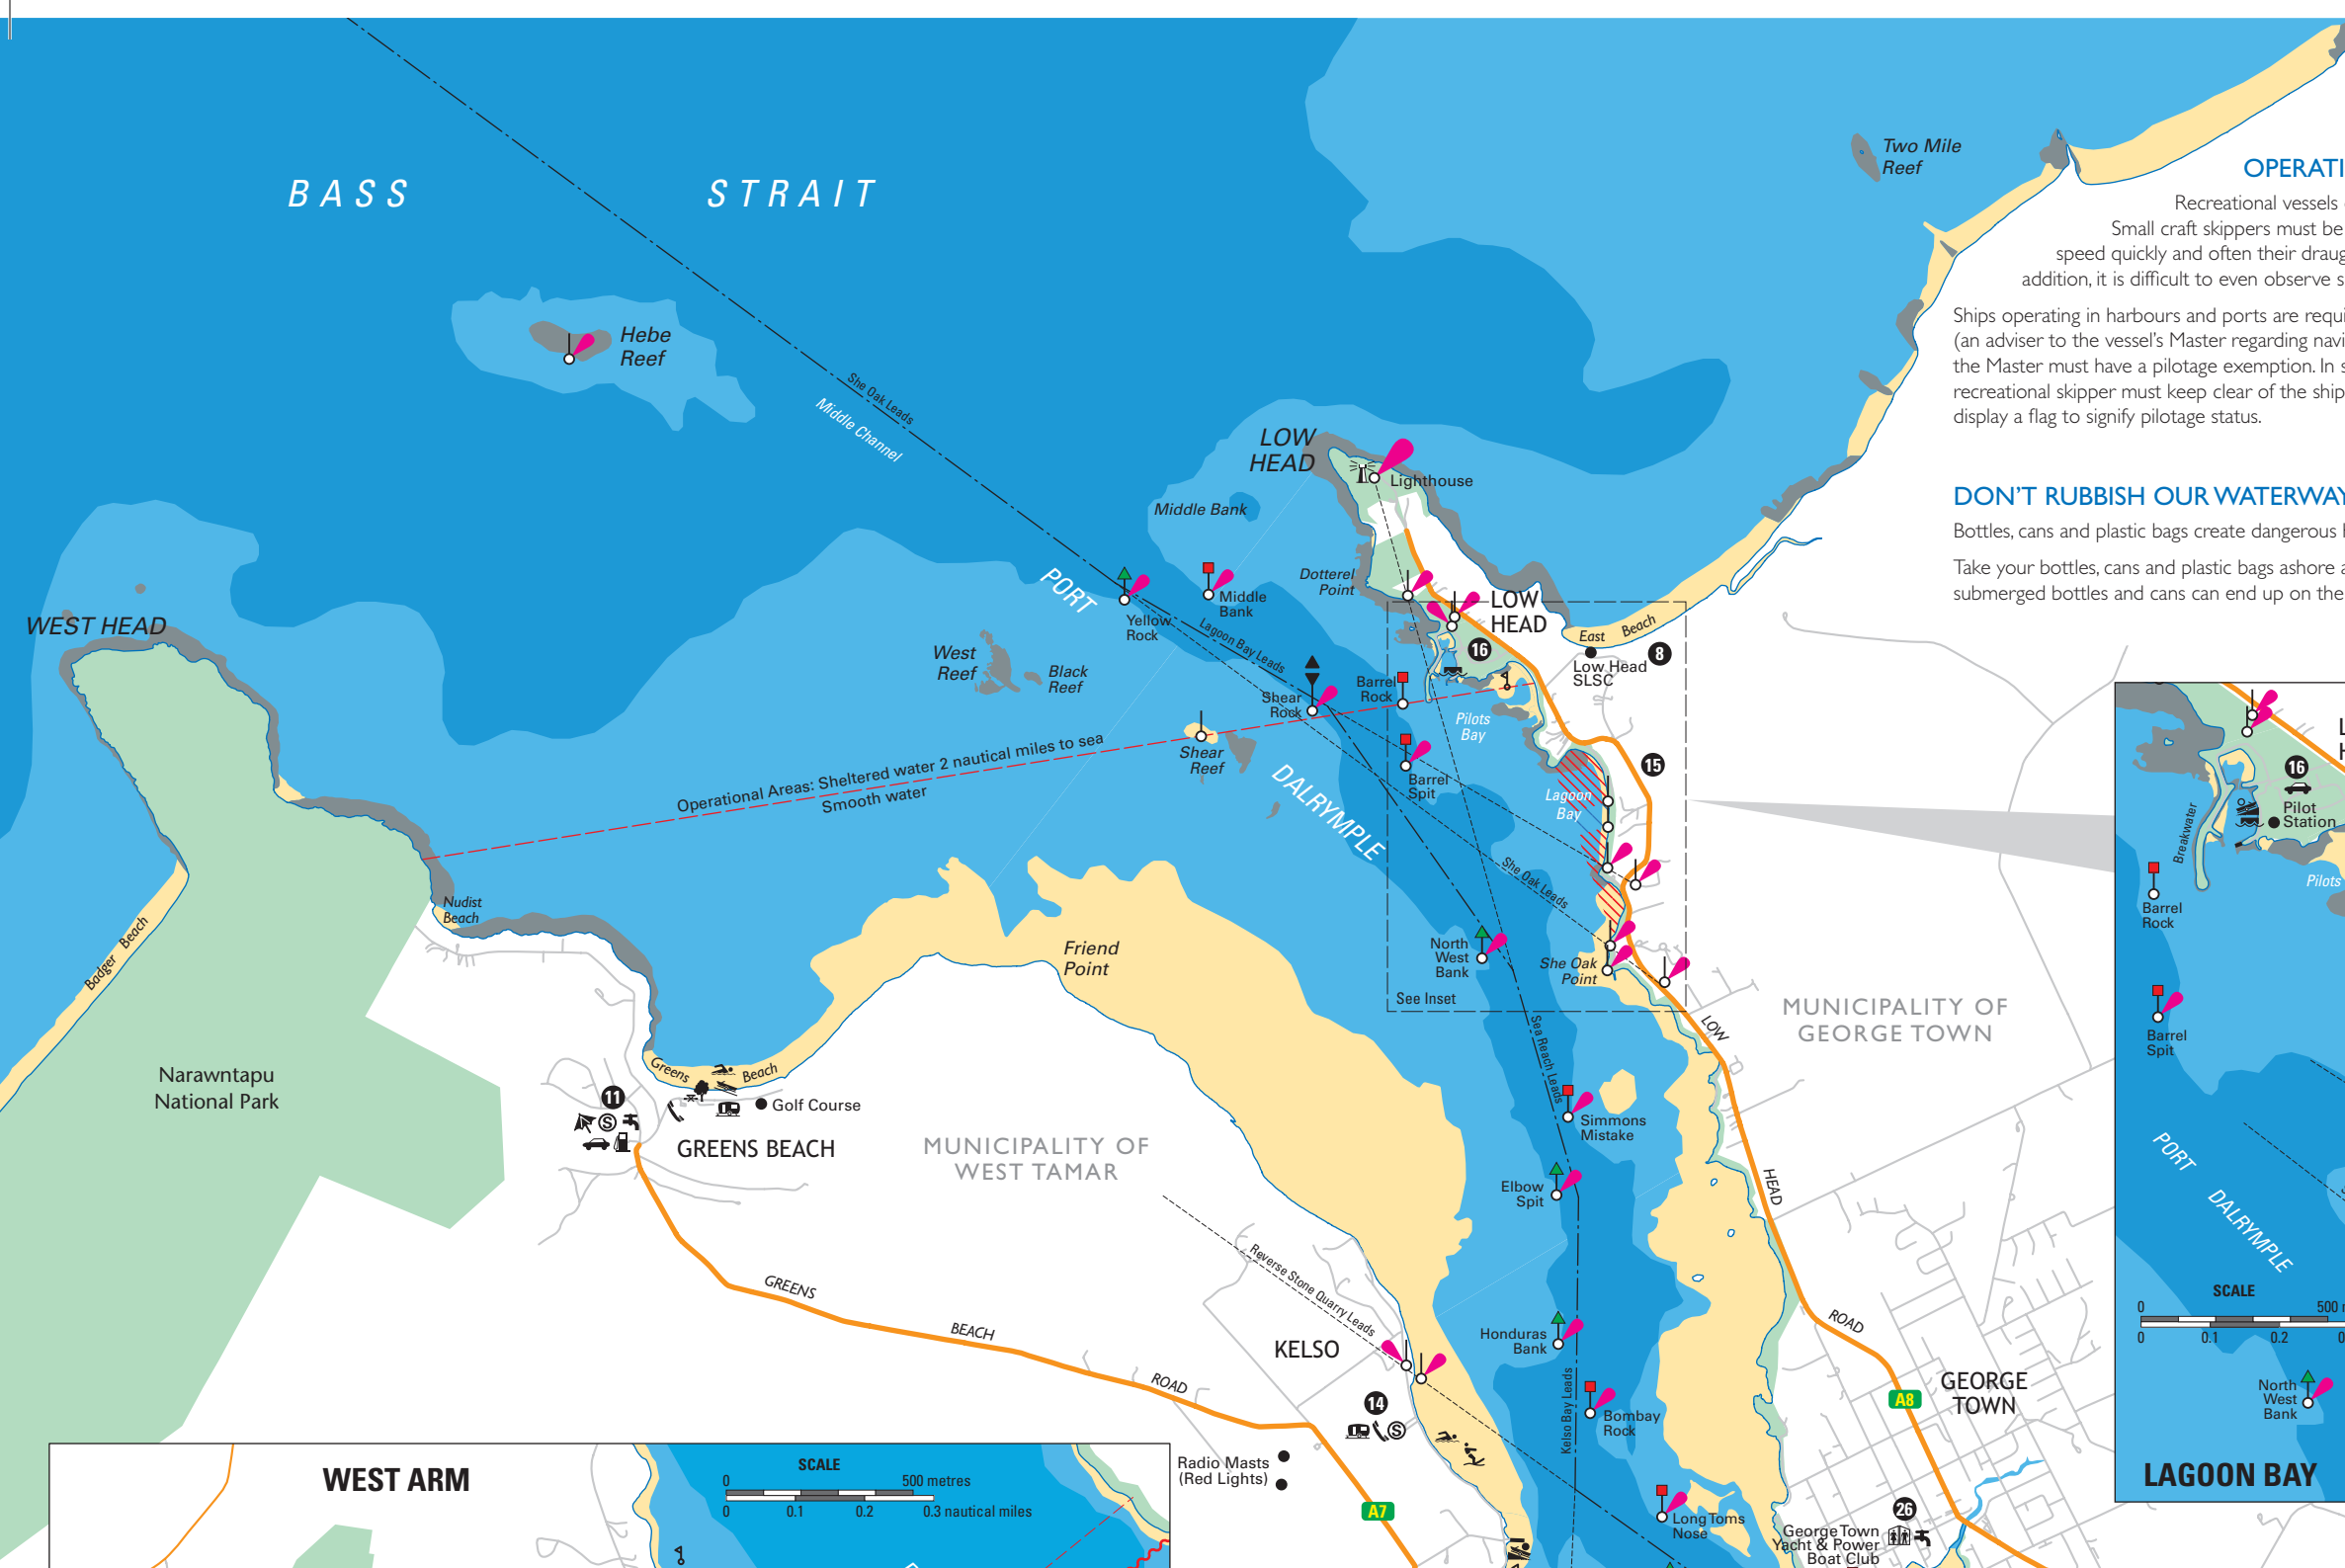 BASS STRAIT
Two Mile
Reef
OPERATI
Recreational vessels
Small craft skippers must be
speed quickly and often their draug
addition, it is difficult to even observe s
Ships operating in harbours and ports are requi
(an adviser to the vessel's Master regarding navi
the Master must have a pilotage exemption. In s
recreational skipper must keep clear of the ship
display a flag to signify pilotage status.
DON'T RUBBISH OUR WATERWAY
Bottles, cans and plastic bags create dangerous h
Take your bottles, cans and plastic bags ashore a
submerged bottles and cans can end up on the
Hebe
Reef
She Oak Leads
Middle Channel
LOW
HEAD
Lighthouse
Middle Bank
Dotterel
Point
PORT
Yellow
Rock
Middle
Bank
LOW
HEAD
16
East Beach
8
Low Head
SLSC
WEST HEAD
West
Reef
Black
Reef
Lagoon Bay Leads
Shear
Rock
Barrel
Rock
Pilots
Bay
Shear
Reef
Operational Areas: Sheltered water 2 nautical miles to sea
Smooth water
DALRYMPLE
Barrel
Spit
Lagoon
Bay
15
She Oak Leads
North
West
Bank
She Oak
Point
See Inset
Nudist
Beach
Badger Beach
Friend
Point
MUNICIPALITY OF
GEORGE TOWN
Narawntapu
National Park
Greens Beach
11
Golf Course
GREENS BEACH
MUNICIPALITY OF
WEST TAMAR
Sea Reach Leads
Simmons
Mistake
Elbow
Spit
LOW HEAD ROAD
Reverse Stone Quarry Leads
GREENS BEACH ROAD
KELSO
14
S
S
Honduras
Bank
Kelso Bay Leads
Bombay
Rock
A8
GEORGE
TOWN
Radio Masts
(Red Lights)
A7
Long Toms
Nose
26
George Town
Yacht & Power
Boat Club
WEST ARM
SCALE
0 500 metres
0 0.1 0.2 0.3 nautical miles
L
H
16
Pilot
Station
Breakwater
Pilots
Barrel
Rock
Barrel
Spit
PORT
DALRYMPLE
SCALE
0 500 m
0 0.1 0.2 0
North
West
Bank
LAGOON BAY